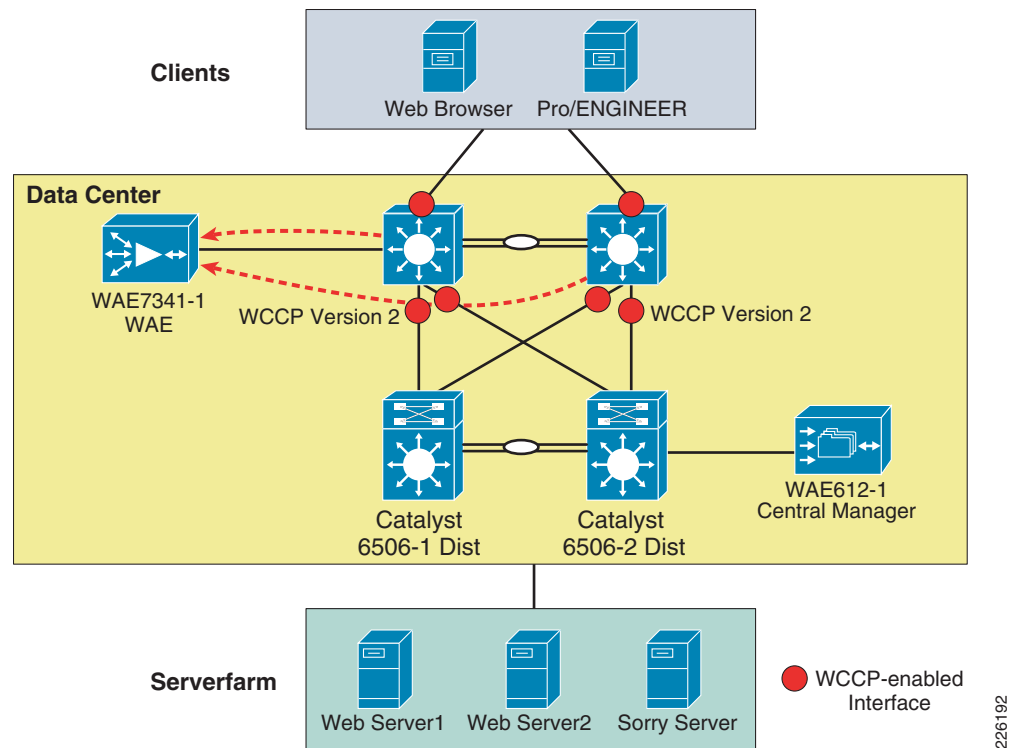 Clients
Web Browser
Pro/ENGINEER
Data Center
WAE7341-1
WAE
WCCP Version 2
WCCP Version 2
Catalyst
6506-1 Dist
Catalyst
6506-2 Dist
WAE612-1
Central Manager
Serverfarm
Web Server1
Web Server2
Sorry Server
WCCP-enabled
Interface
226192